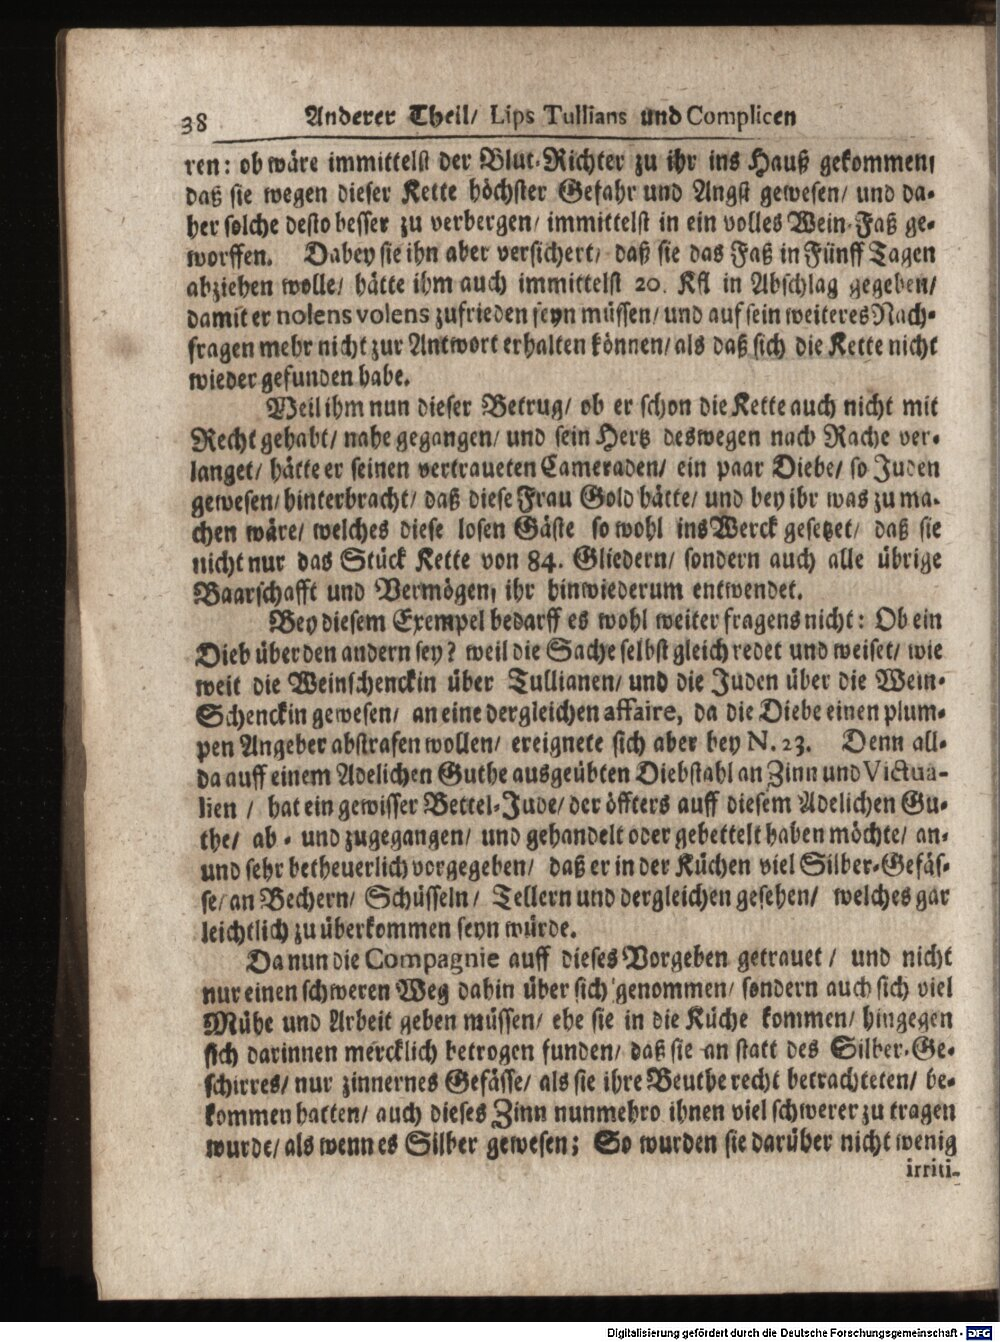 38 Anderer Theil/ Lips Tullians und Complicen
ren: ob wäre immittelst der Blut-Richter zu ihr ins Hauß gekommen,
daß sie wegen dieser Kette höchster Gefahr und Angst gewesen/ und da-
her solche desto besser zu verbergen/ immittelst in ein volles Wein-Faß ge-
worffen. Dabey sie ihn aber versichert/ daß sie das Faß in Fünff Tagen
abziehen wolle/ hätte ihm auch immittelst 20. Kfl in Abschlag gegeben/
damit er nolens volens zufrieden seyn müssen/ und auf sein weiteres Nach-
fragen mehr nicht zur Antwort erhalten können/ als daß sich die Kette nicht
wieder gefunden habe.
Weil ihm nun dieser Betrug/ ob er schon die Kette auch nicht mit
Recht gehabt/ nahe gegangen/ und sein Hertz deswegen nach Rache ver-
langet/ hätte er seinen vertraueten Cameraden/ ein paar Diebe/ so Juden
gewesen/ hinterbracht/ daß diese Frau Gold hätte/ und bey ihr was zu ma-
chen wäre/ welches diese losen Gäste so wohl ins Werck gesetzet/ daß sie
nicht nur das Stück Kette von 84. Gliedern/ sondern auch alle übrige
Baarschafft und Vermögen, ihr hinwiederum entwendet.
Bey diesem Exempel bedarff es wohl weiter fragens nicht: Ob ein
Dieb über den andern sey? weil die Sache selbst gleich redet und weiset/ wie
weit die Weinschenckin über Tullianen/ und die Juden über die Wein-
Schenckin gewesen/ an eine dergleichen affaire, da die Diebe einen plum-
pen Angeber abstrafen wollen/ ereignete sich aber bey N. 23. Denn all-
da auff einem Adelichen Guthe ausgeübten Diebstahl an Zinn und Victua-
lien / hat ein gewisser Bettel-Jude/ der öffters auff diesem Adelichen Gu-
the/ ab- und zugegangen/ und gehandelt oder gebettelt haben möchte/ an-
und sehr betheuerlich vorgegeben/ daß er in der Küchen viel Silber-Gefäs-
se/ an Bechern/ Schüsseln/ Tellern und dergleichen gesehen/ welches gar
leichtlich zu überkommen seyn würde.
Da nun die Compagnie auff dieses Vorgeben getrauet / und nicht
nur einen schweren Weg dahin über sich genommen/ sondern auch sich viel
Mühe und Arbeit geben müssen/ ehe sie in die Küche kommen/ hingegen
sich darinnen mercklich betrogen funden/ daß sie an statt des Silber-Ge-
schirres/ nur zinnernes Gefässe/ als sie ihre Beuthe recht betrachteten/ be-
kommen hatten/ auch dieses Zinn nunmehro ihnen viel schwerer zu tragen
wurde/ als wenn es Silber gewesen; So wurden sie darüber nicht wenig
irriti-
Digitalisierung gefördert durch die Deutsche Forschungsgemeinschaft - DFG